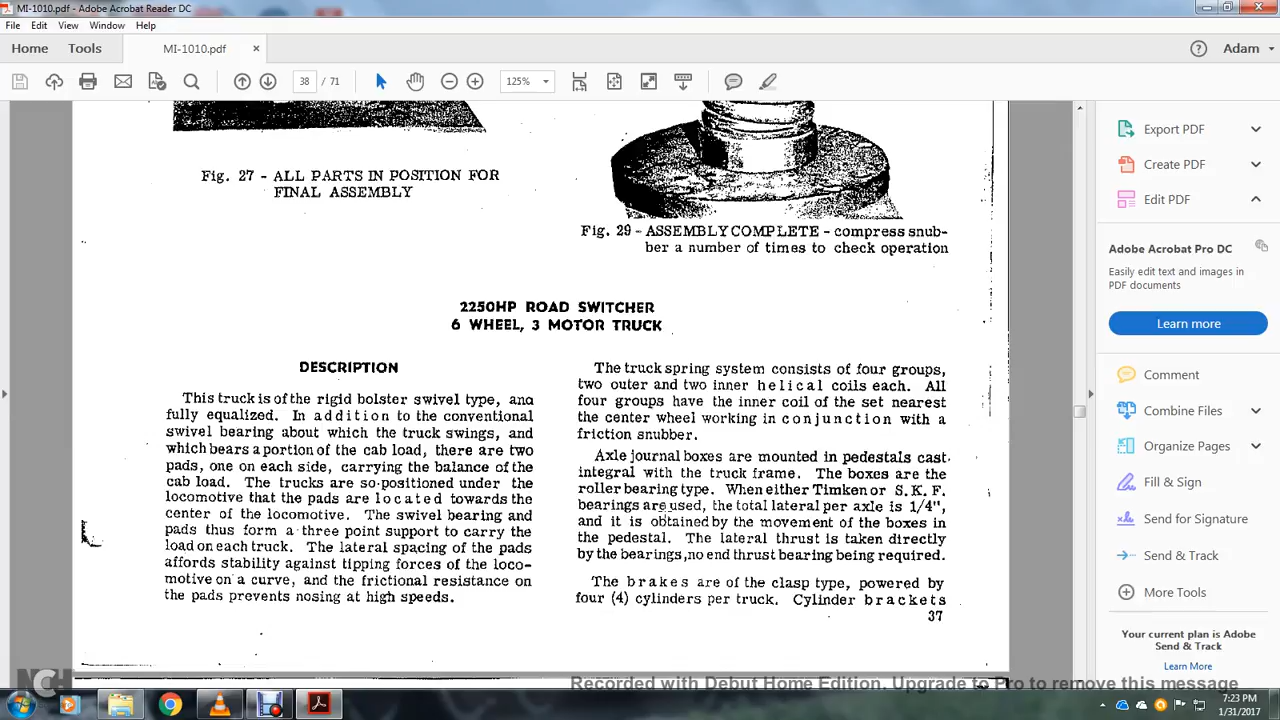 MI-1010.pdf - Adobe Acrobat Reader DC
File Edit View Window Help
Home Tools MI-1010.pdf × Adam
38 / 71 125%
Fig. 27 - ALL PARTS IN POSITION FOR
FINAL ASSEMBLY
Fig. 29 - ASSEMBLY COMPLETE - compress snub-
ber a number of times to check operation
2250HP ROAD SWITCHER
6 WHEEL, 3 MOTOR TRUCK
DESCRIPTION
This truck is of the rigid bolster swivel type, and
fully equalized. In addition to the conventional
swivel bearing about which the truck swings, and
which bears a portion of the cab load, there are two
pads, one on each side, carrying the balance of the
cab load. The trucks are so positioned under the
locomotive that the pads are located towards the
center of the locomotive. The swivel bearing and
pads thus form a three point support to carry the
load on each truck. The lateral spacing of the pads
affords stability against tipping forces of the loco-
motive on a curve, and the frictional resistance on
the pads prevents nosing at high speeds.
The truck spring system consists of four groups,
two outer and two inner helical coils each. All
four groups have the inner coil of the set nearest
the center wheel working in conjunction with a
friction snubber.
Axle journal boxes are mounted in pedestals cast
integral with the truck frame. The boxes are the
roller bearing type. When either Timken or S.K.F.
bearings are used, the total lateral per axle is 1/4",
and it is obtained by the movement of the boxes in
the pedestal. The lateral thrust is taken directly
by the bearings, no end thrust bearing being required.
The brakes are of the clasp type, powered by
four (4) cylinders per truck. Cylinder brackets
37
Export PDF
Create PDF
Edit PDF
Adobe Acrobat Pro DC
Easily edit text and images in
PDF documents
Learn more
Comment
Combine Files
Organize Pages
Fill & Sign
Send for Signature
Send & Track
More Tools
Your current plan is Adobe
Send & Track
Learn More
NCH
Recorded with Debut Home Edition. Upgrade to Pro to remove this message
7:23 PM
1/31/2017